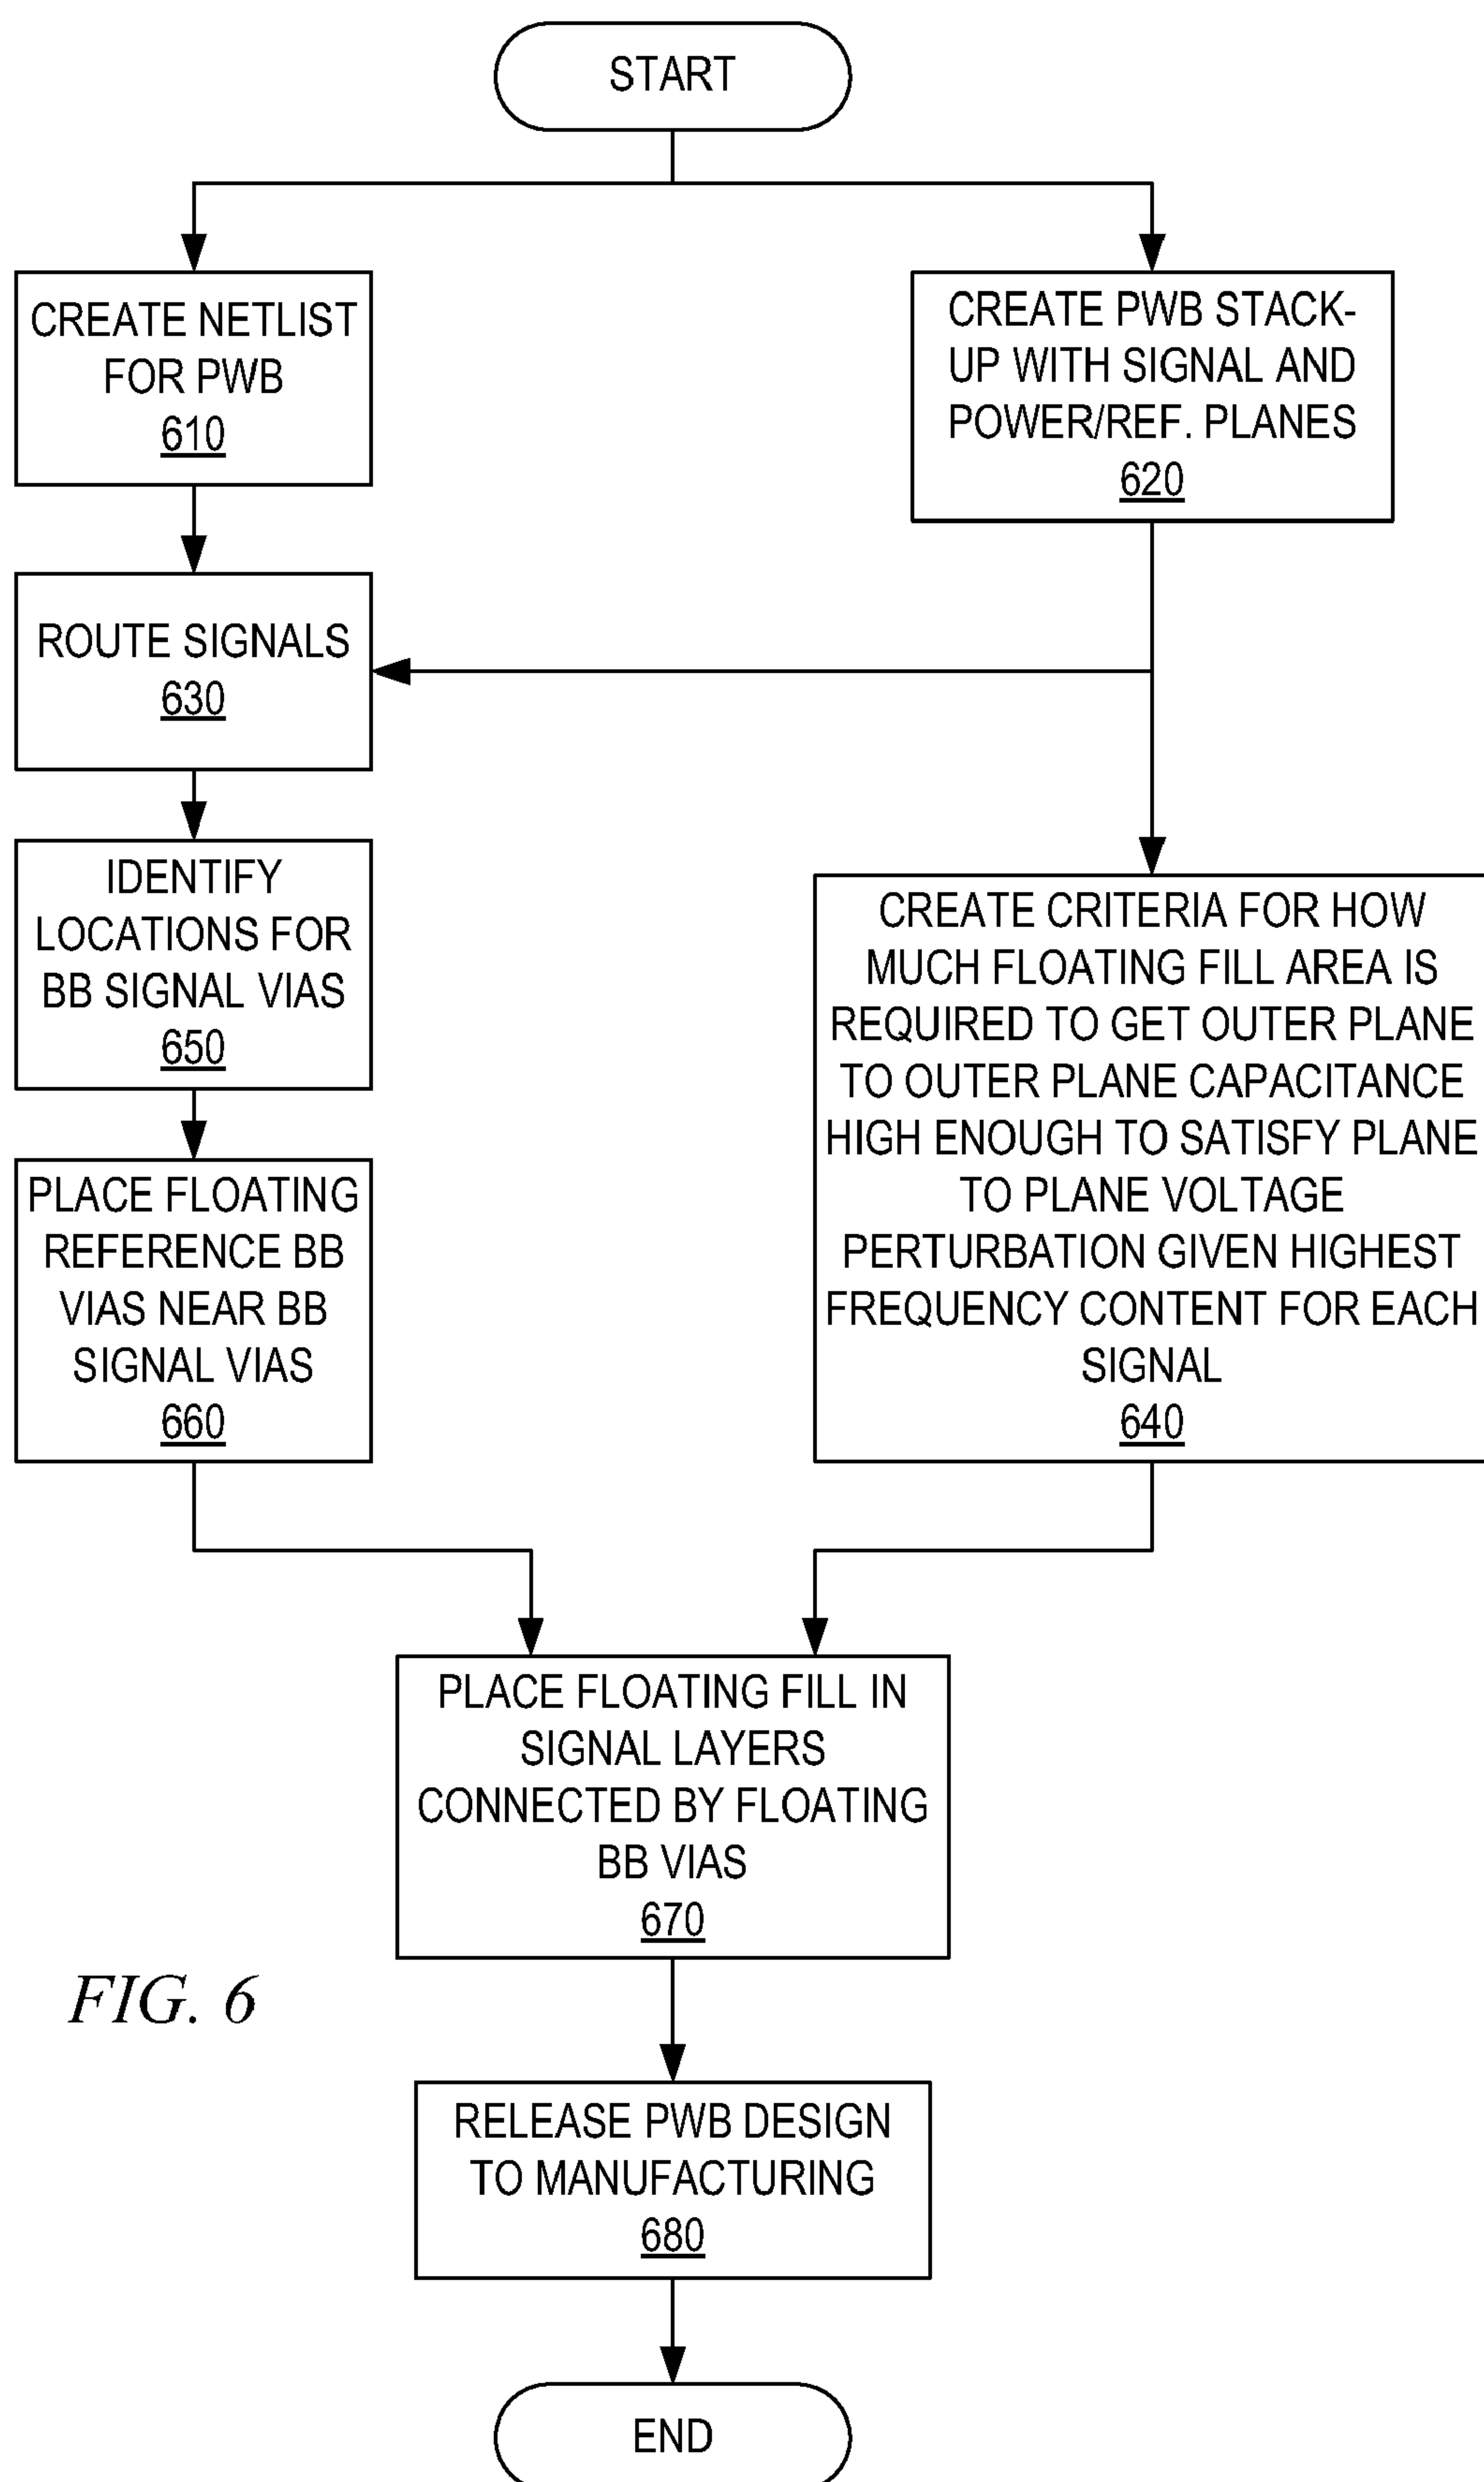 START
CREATE NETLIST
FOR PWB
610
CREATE PWB STACK-
UP WITH SIGNAL AND
POWER/REF. PLANES
620
ROUTE SIGNALS
630
IDENTIFY
LOCATIONS FOR
BB SIGNAL VIAS
650
CREATE CRITERIA FOR HOW
MUCH FLOATING FILL AREA IS
REQUIRED TO GET OUTER PLANE
TO OUTER PLANE CAPACITANCE
HIGH ENOUGH TO SATISFY PLANE
TO PLANE VOLTAGE
PERTURBATION GIVEN HIGHEST
FREQUENCY CONTENT FOR EACH
SIGNAL
640
PLACE FLOATING
REFERENCE BB
VIAS NEAR BB
SIGNAL VIAS
660
PLACE FLOATING FILL IN
SIGNAL LAYERS
CONNECTED BY FLOATING
BB VIAS
670
FIG. 6
RELEASE PWB DESIGN
TO MANUFACTURING
680
END